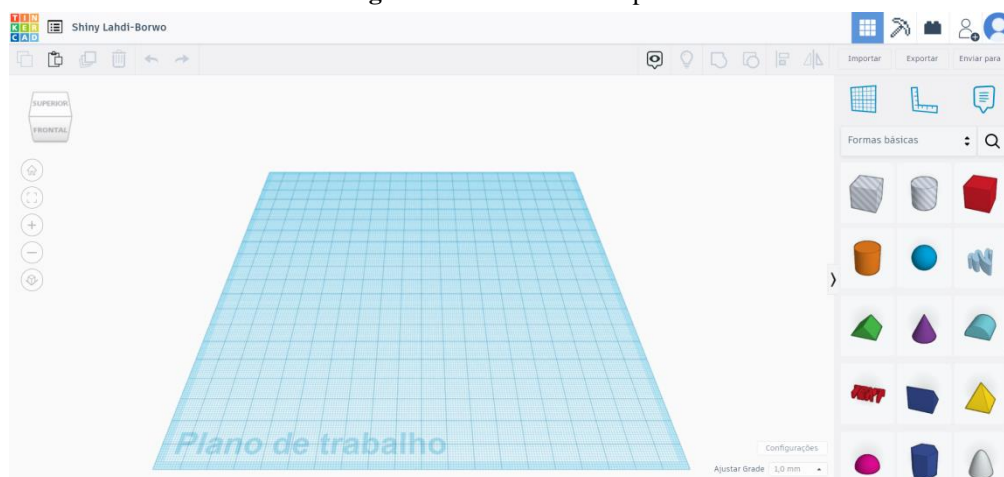 TIN
KER
CAD
Shiny Lahdi-Borwo
Importar
Exportar
Enviar para
SUPERIOR
FRONTAL
Formas básicas
TEXT
Plano de trabalho
Configurações
Ajustar Grade
1,0 mm